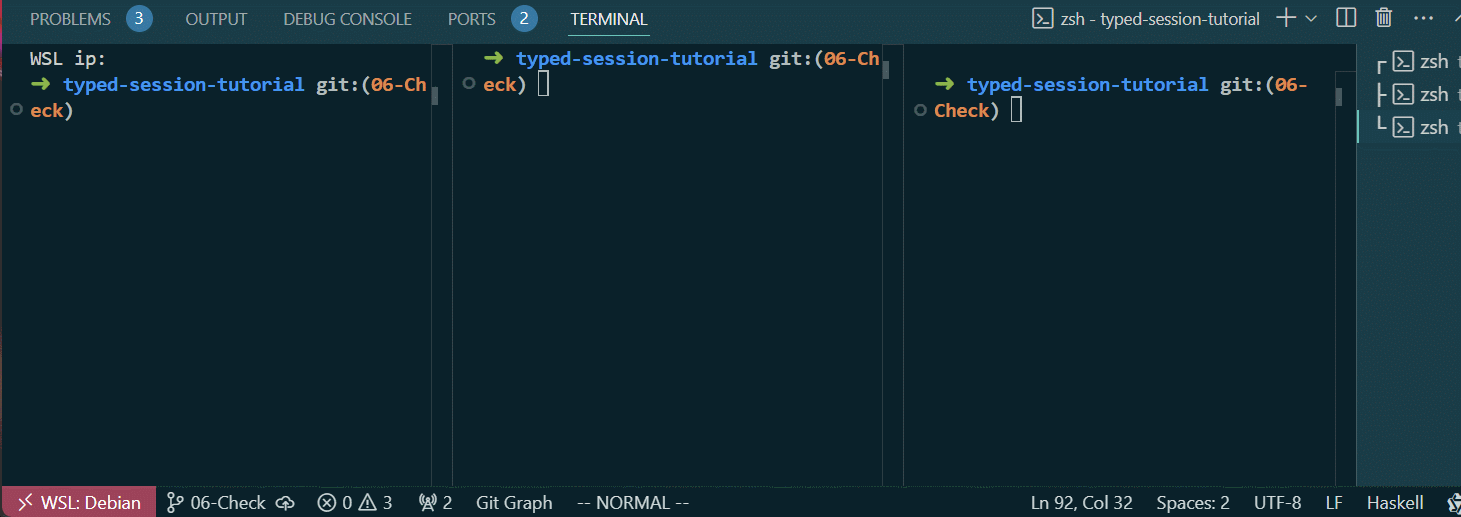 PROBLEMS 3 OUTPUT DEBUG CONSOLE PORTS 2 TERMINAL zsh - typed-session-tutorial
WSL ip:
➜ typed-session-tutorial git:(06-Ch
eck)
➜ typed-session-tutorial git:(06-Ch
eck)
➜ typed-session-tutorial git:(06-
Check)
zsh
zsh
zsh
WSL: Debian 06-Check 0 3 2 Git Graph -- NORMAL -- Ln 92, Col 32 Spaces: 2 UTF-8 LF Haskell